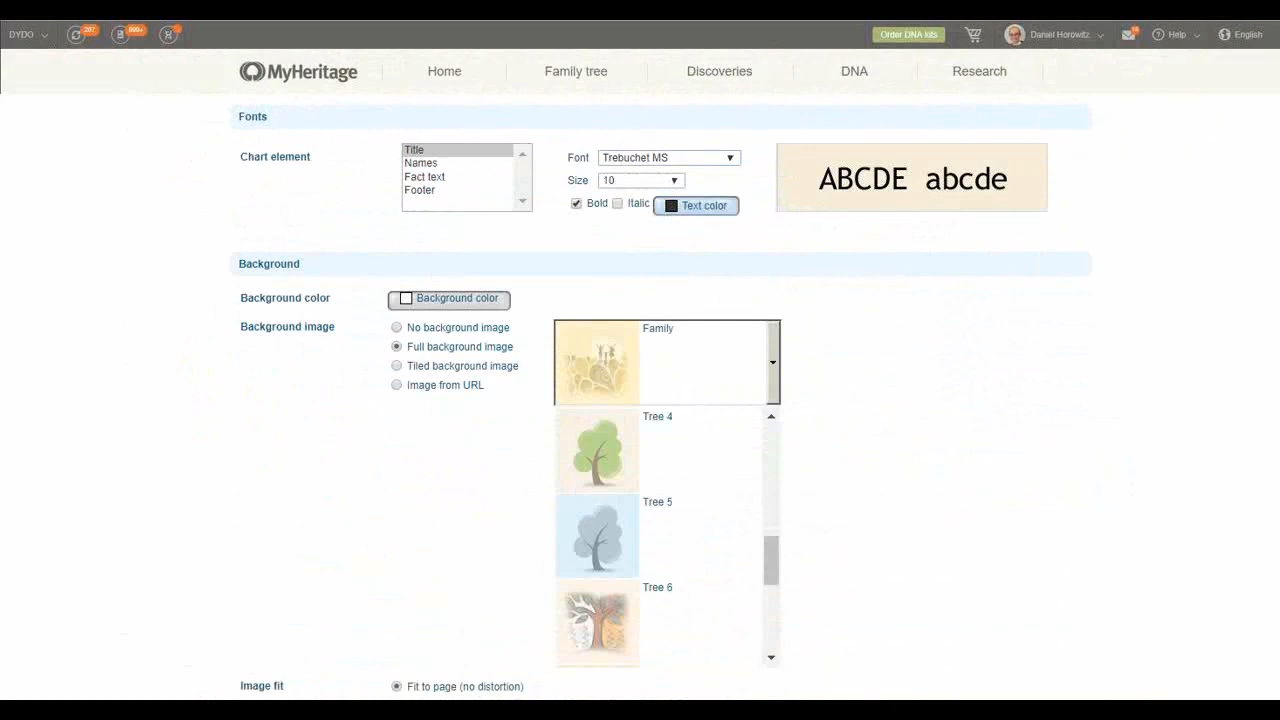 DYDO 267 999+ Order DNA kits Daniel Horowitz Help English
MyHeritage Home Family tree Discoveries DNA Research
Fonts
Chart element
Title
Names
Fact text
Footer
Font Trebuchet MS
Size 10
Bold Italic Text color
ABCDE abcde
Background
Background color Background color
Background image
No background image
Full background image
Tiled background image
Image from URL
Family
Tree 4
Tree 5
Tree 6
Image fit Fit to page (no distortion)